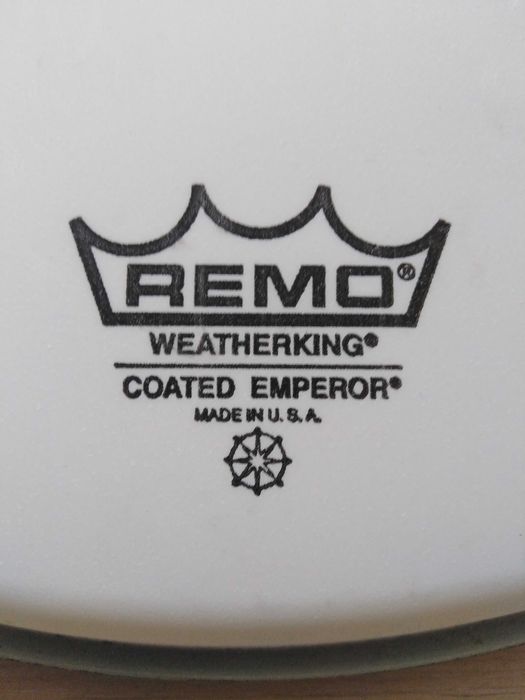 REMO®
WEATHERKING®
COATED EMPEROR®
MADE IN U.S.A.